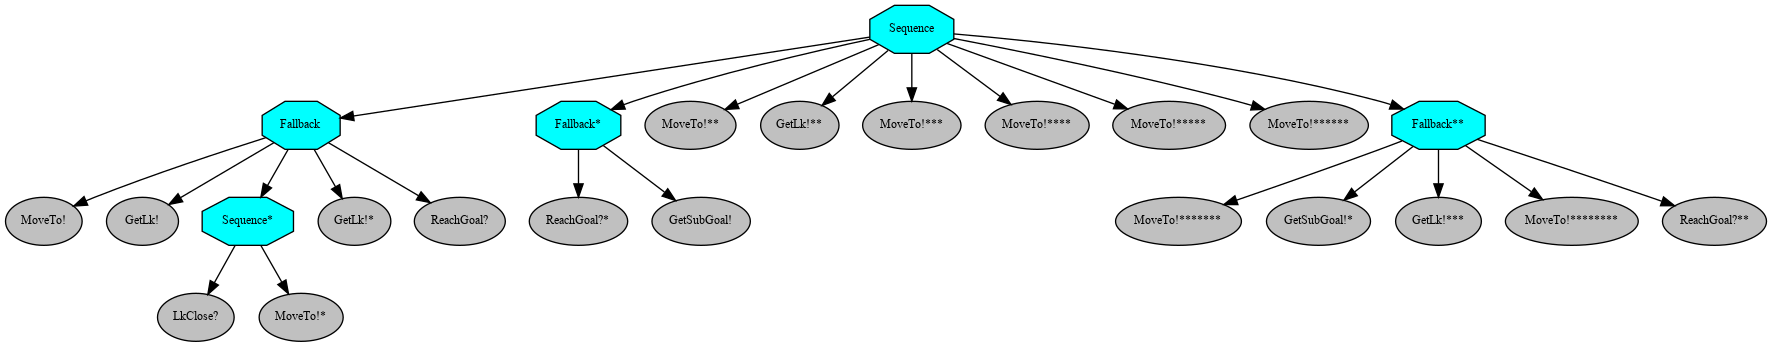 Sequence
Fallback
Fallback*
MoveTo!**
GetLk!**
MoveTo!***
MoveTo!****
MoveTo!*****
MoveTo!******
Fallback**
MoveTo!
GetLk!
Sequence*
GetLk!*
ReachGoal?
ReachGoal?*
GetSubGoal!
MoveTo!*******
GetSubGoal!*
GetLk!***
MoveTo!********
ReachGoal?**
LkClose?
MoveTo!*